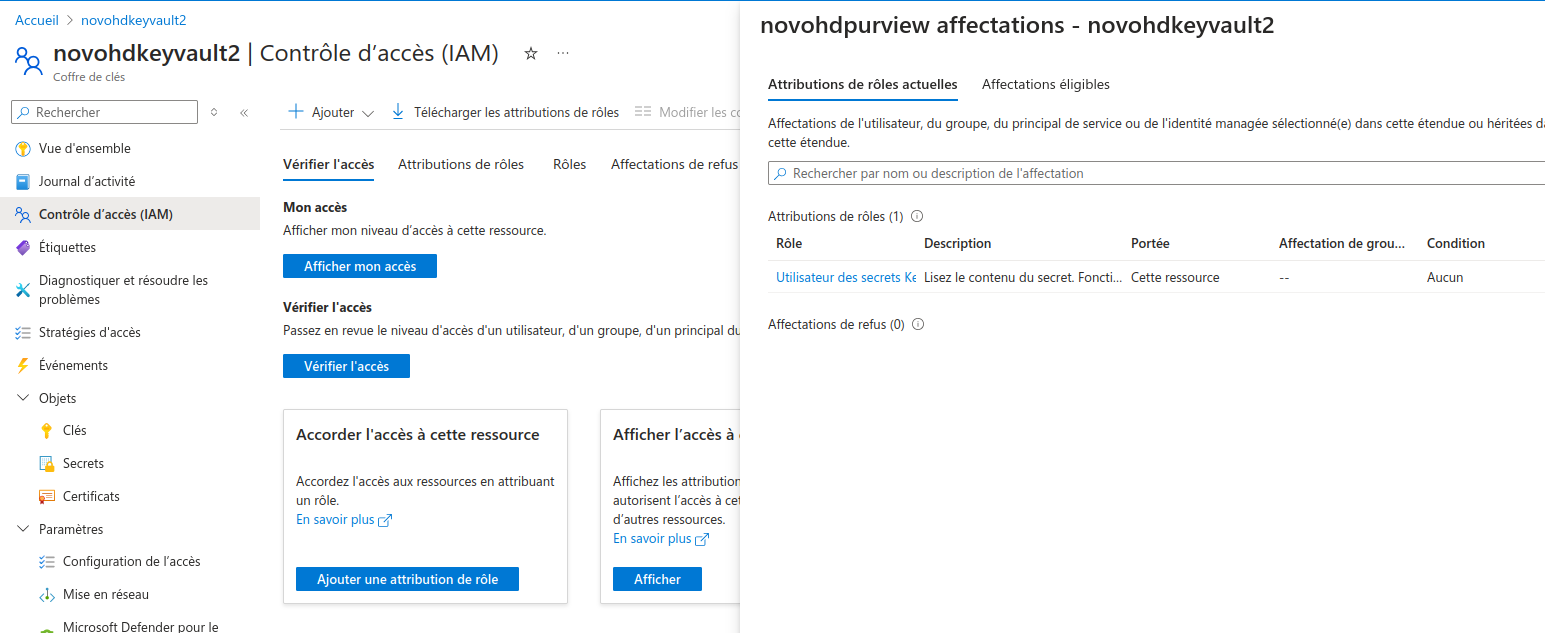 Accueil > novohdkeyvault2
novohdkeyvault2 | Contrôle d’accès (IAM)
Coffre de clés
Rechercher
Vue d'ensemble
Journal d’activité
Contrôle d’accès (IAM)
Étiquettes
Diagnostiquer et résoudre les
problèmes
Stratégies d'accès
Événements
Objets
Clés
Secrets
Certificats
Paramètres
Configuration de l’accès
Mise en réseau
Microsoft Defender pour le
Ajouter
Télécharger les attributions de rôles
Modifier les co
Vérifier l'accès
Attributions de rôles
Rôles
Affectations de refus
Mon accès
Afficher mon niveau d’accès à cette ressource.
Afficher mon accès
Vérifier l'accès
Passez en revue le niveau d'accès d'un utilisateur, d'un groupe, d'un principal du
Vérifier l'accès
Accorder l'accès à cette ressource
Accordez l'accès aux ressources en attribuant
un rôle.
En savoir plus
Ajouter une attribution de rôle
Afficher l’accès à
Affichez les attribution
autorisent l’accès à cet
d’autres ressources.
En savoir plus
Afficher
novohdpurview affectations - novohdkeyvault2
Attributions de rôles actuelles
Affectations éligibles
Affectations de l'utilisateur, du groupe, du principal de service ou de l'identité managée sélectionné(e) dans cette étendue ou héritées
cette étendue.
Rechercher par nom ou description de l'affectation
Attributions de rôles (1)
Rôle Description Portée Affectation de grou... Condition
Utilisateur des secrets Ke Lisez le contenu du secret. Foncti... Cette ressource -- Aucun
Affectations de refus (0)